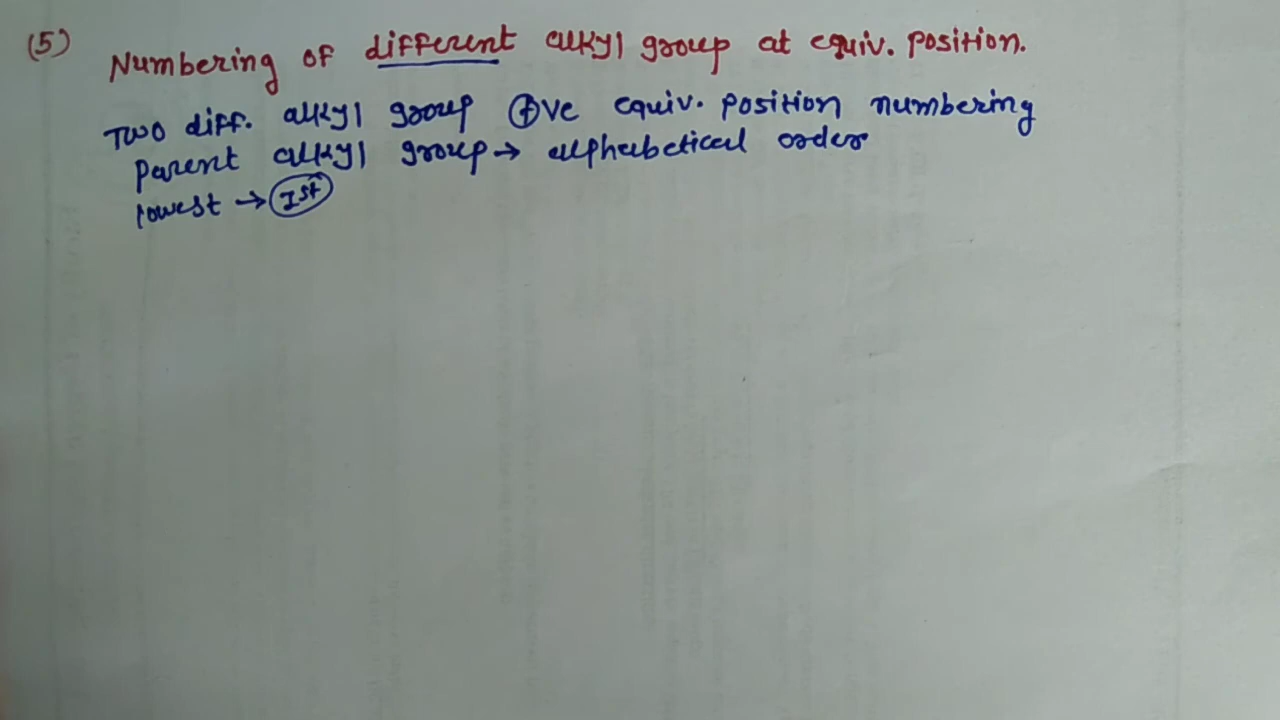 (5) Numbering of different alkyl group at equiv. position.
Two diff. alkyl group ⊕ve equiv. position numbering
parent alkyl group → alphabetical order
lowest → Ist